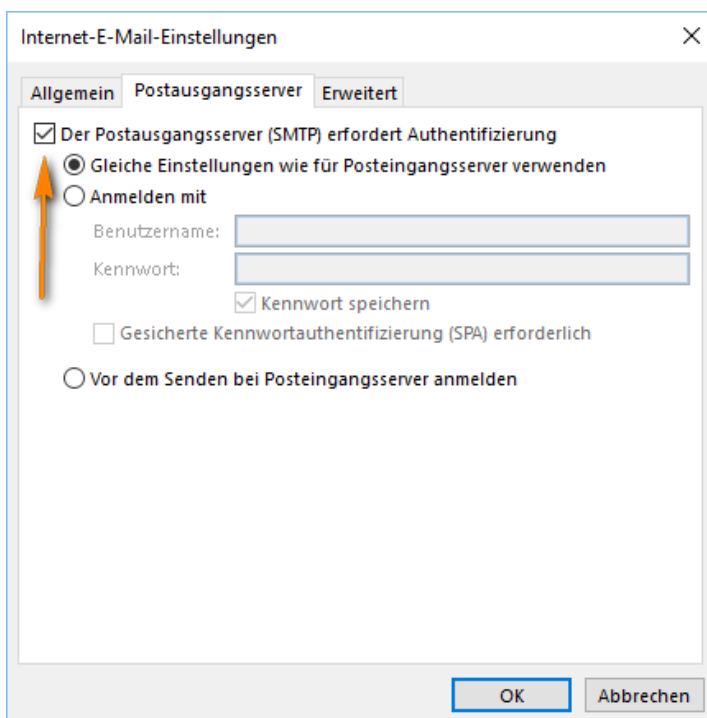 Internet-E-Mail-Einstellungen
Allgemein Postausgangsserver Erweitert
Der Postausgangsserver (SMTP) erfordert Authentifizierung
Gleiche Einstellungen wie für Posteingangsserver verwenden
Anmelden mit
Benutzername:
Kennwort:
Kennwort speichern
Gesicherte Kennwortauthentifizierung (SPA) erforderlich
Vor dem Senden bei Posteingangsserver anmelden
OK Abbrechen